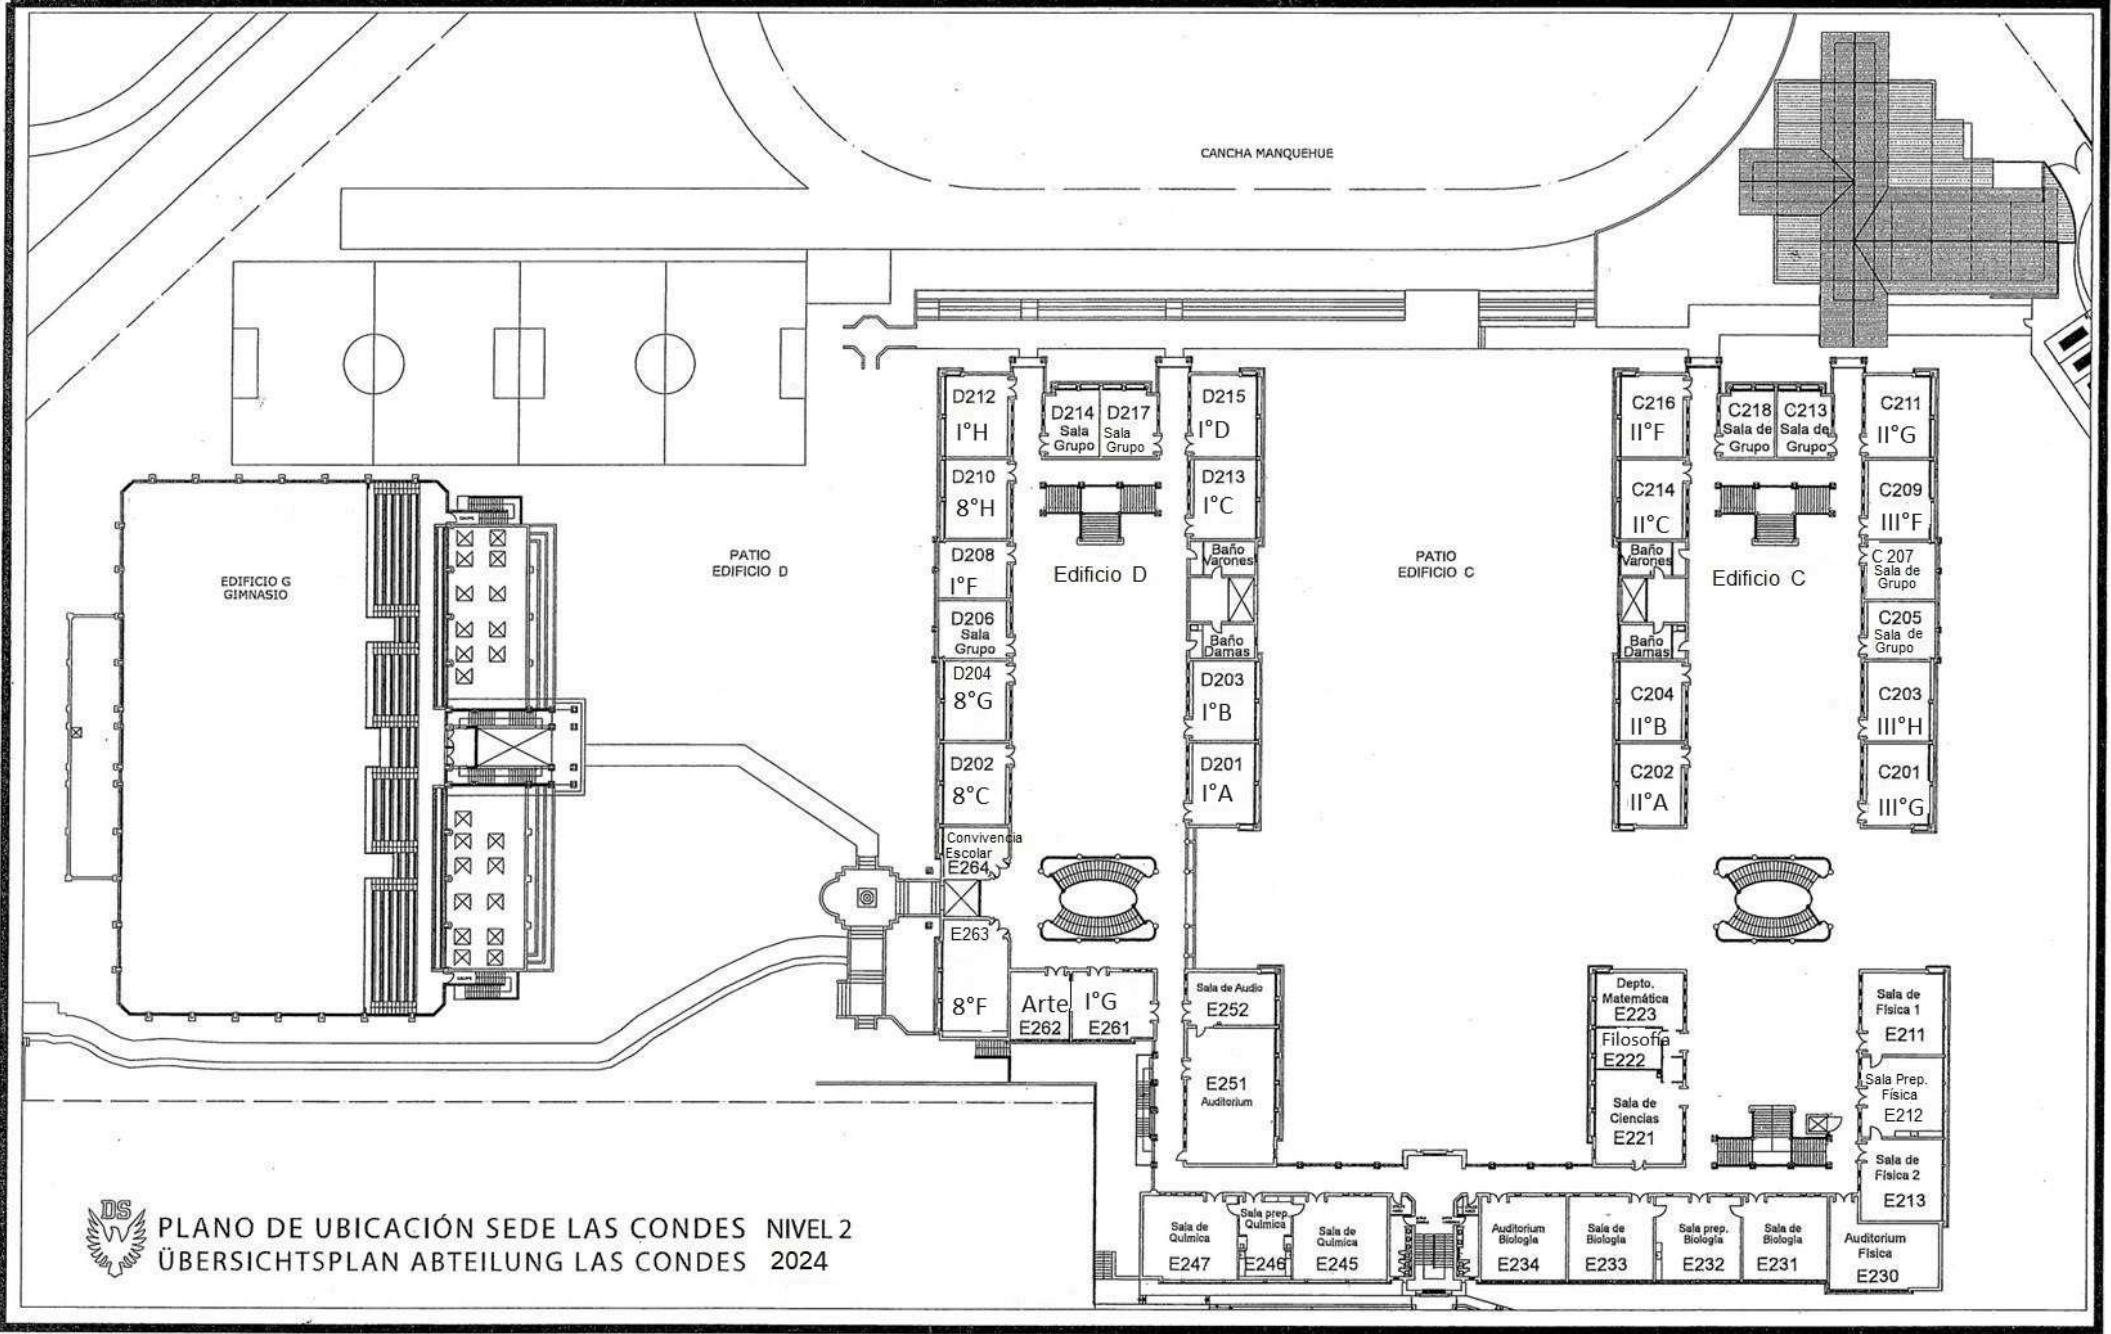 CANCHA MANQUEHUE
EDIFICIO G
GIMNASIO
PATIO
EDIFICIO D
D212
I°H
D210
8°H
D208
I°F
D206
Sala
Grupo
D204
8°G
D202
8°C
Convivencia
Escolar
E264
E263
8°F
D214
Sala
Grupo
D217
Sala
Grupo
Edificio D
D215
I°D
D213
I°C
Baño
Varones
Baño
Damas
D203
I°B
D201
I°A
Arte
E262
I°G
E261
Sala de Audio
E252
E251
Auditorium
PATIO
EDIFICIO C
C216
II°F
C214
II°C
Baño
Varones
Baño
Damas
C204
II°B
C202
II°A
C218
Sala de
Grupo
C213
Sala de
Grupo
Edificio C
C211
II°G
C209
III°F
C 207
Sala de
Grupo
C205
Sala de
Grupo
C203
III°H
C201
III°G
Depto.
Matemática
E223
Filosofía
E222
Sala de
Ciencias
E221
Sala de
Física 1
E211
Sala Prep.
Física
E212
Sala de
Física 2
E213
Sala de
Química
E247
Sala prep.
Química
E246
Sala de
Química
E245
Auditorium
Biología
E234
Sala de
Biología
E233
Sala prep.
Biología
E232
Sala de
Biología
E231
Auditorium
Física
E230
DS
PLANO DE UBICACIÓN SEDE LAS CONDES NIVEL 2
ÜBERSICHTSPLAN ABTEILUNG LAS CONDES 2024